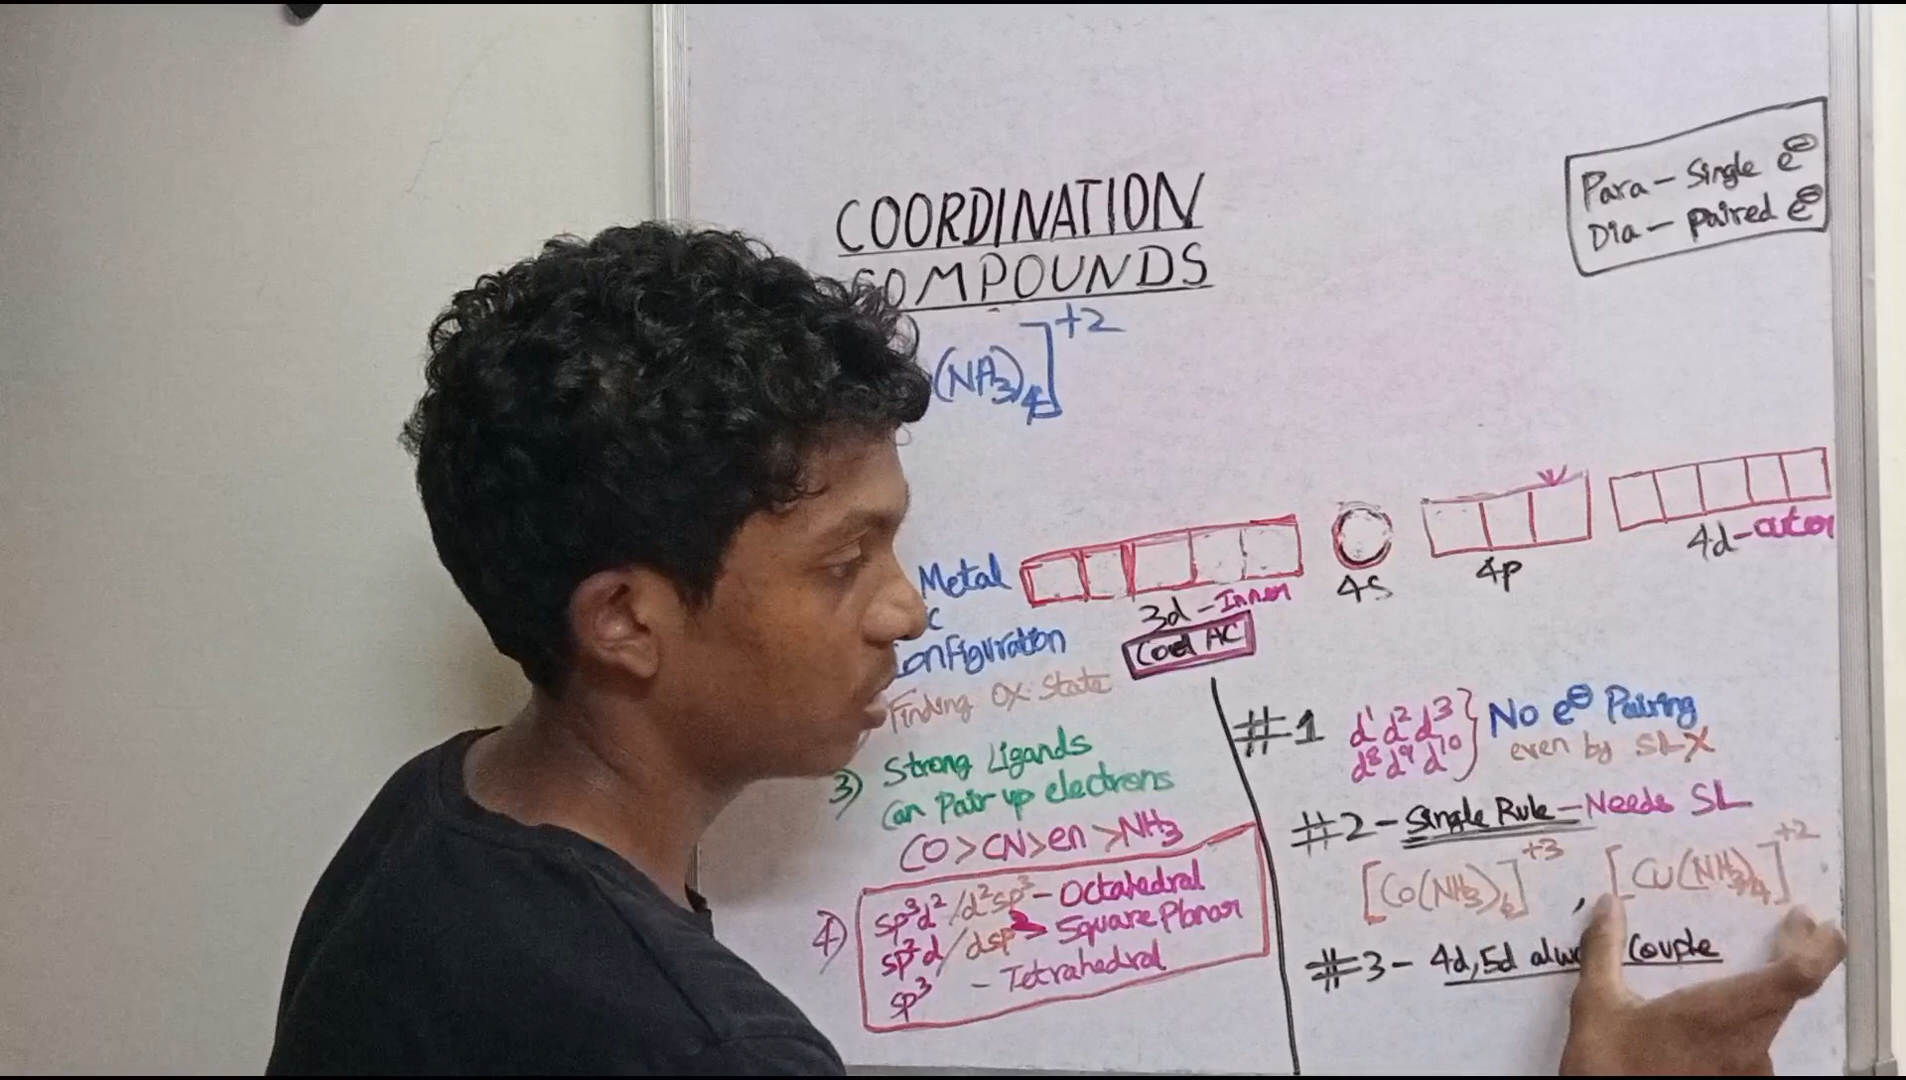 Para - Single e⊖
Dia - paired e⊖
COORDINATION
COMPOUNDS
(NH3)4]+2
Metal
Configuration
Finding OX. State
3d - Inner
4s
4p
4d - outer
3) Strong Ligands
Can Pair up electrons
CO > CN > en > NH3
4) sp3d2 / d2sp3 - Octahedral
sp2d / dsp2 - Square Planar
sp3 - Tetrahedral
#1 d1 d2 d3
d8 d9 d10
} No e⊖ Pairing
even by SL X
#2 - Single Rule - Needs SL
[Co(NH3)6]+3 , [Cu(NH3)4]+2
#3 - 4d, 5d Couple